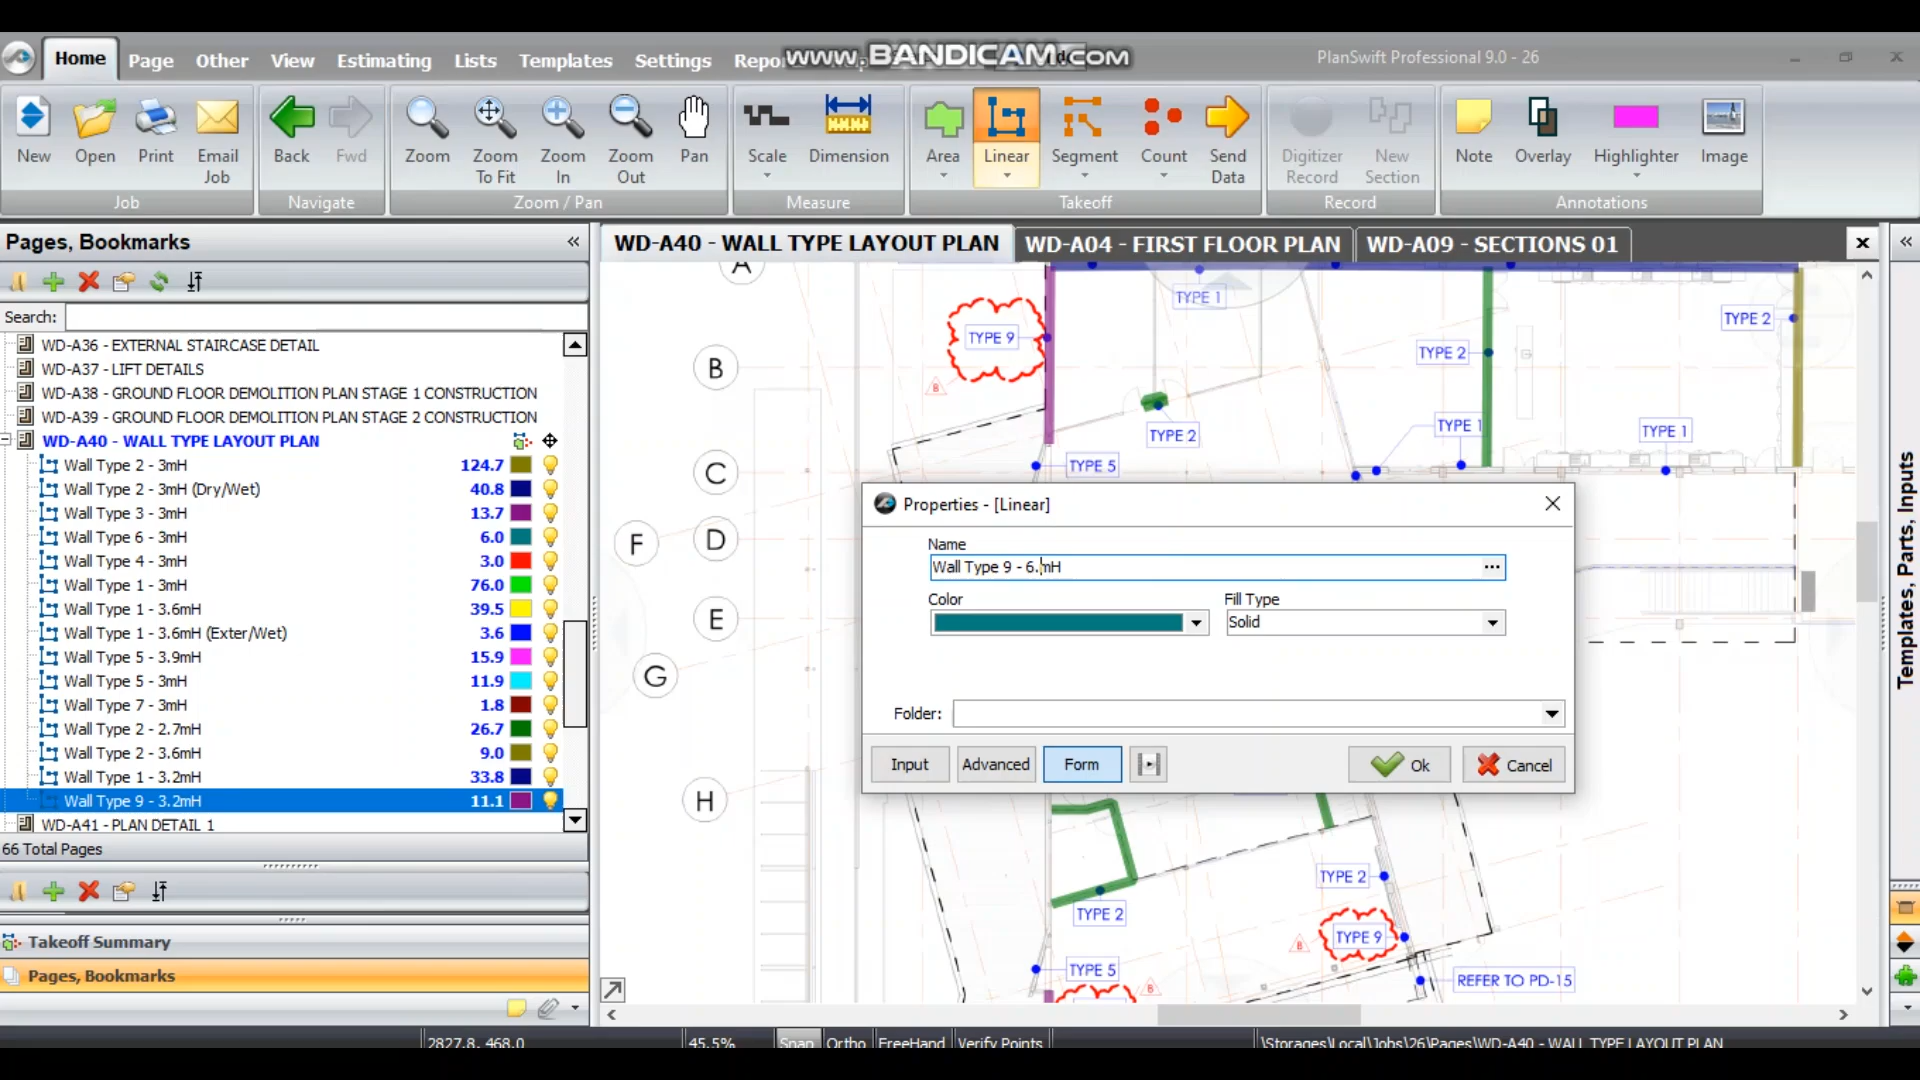 www.BANDICAM.com
Home
Page
Other
View
Estimating
Lists
Templates
Settings
PlanSwift Professional 9.0 - 26
New
Open
Print
Email Job
Back
Fwd
Zoom
Zoom To Fit
Zoom In
Zoom Out
Pan
Scale
Dimension
Area
Linear
Segment
Count
Send Data
Digitizer Record
New Section
Note
Overlay
Highlighter
Image
Job
Navigate
Zoom / Pan
Measure
Takeoff
Record
Annotations
Pages, Bookmarks
Search:
WD-A36 - EXTERNAL STAIRCASE DETAIL
WD-A37 - LIFT DETAILS
WD-A38 - GROUND FLOOR DEMOLITION PLAN STAGE 1 CONSTRUCTION
WD-A39 - GROUND FLOOR DEMOLITION PLAN STAGE 2 CONSTRUCTION
WD-A40 - WALL TYPE LAYOUT PLAN
Wall Type 2 - 3mH 124.7
Wall Type 2 - 3mH (Dry/Wet) 40.8
Wall Type 3 - 3mH 13.7
Wall Type 6 - 3mH 6.0
Wall Type 4 - 3mH 3.0
Wall Type 1 - 3mH 76.0
Wall Type 1 - 3.6mH 39.5
Wall Type 1 - 3.6mH (Exter/Wet) 3.6
Wall Type 5 - 3.9mH 15.9
Wall Type 5 - 3mH 11.9
Wall Type 7 - 3mH 1.8
Wall Type 2 - 2.7mH 26.7
Wall Type 2 - 3.6mH 9.0
Wall Type 1 - 3.2mH 33.8
Wall Type 9 - 3.2mH 11.1
WD-A41 - PLAN DETAIL 1
66 Total Pages
Takeoff Summary
Pages, Bookmarks
WD-A40 - WALL TYPE LAYOUT PLAN
WD-A04 - FIRST FLOOR PLAN
WD-A09 - SECTIONS 01
A
TYPE 1
TYPE 9
TYPE 2
TYPE 2
B
B
TYPE 2
TYPE 1
TYPE 1
C
TYPE 5
F
D
E
G
H
Properties - [Linear]
Name
Wall Type 9 - 6.mH
Color
Fill Type
Solid
Folder:
Input
Advanced
Form
Ok
Cancel
TYPE 2
TYPE 2
TYPE 9
B
TYPE 5
B
REFER TO PD-15
Templates, Parts, Inputs
2827.8, 468.0
45.5%
Snap
Ortho
FreeHand
Verify Points
\Storages\Local\Jobs\26\Pages\WD-A40 - WALL TYPE LAYOUT PLAN